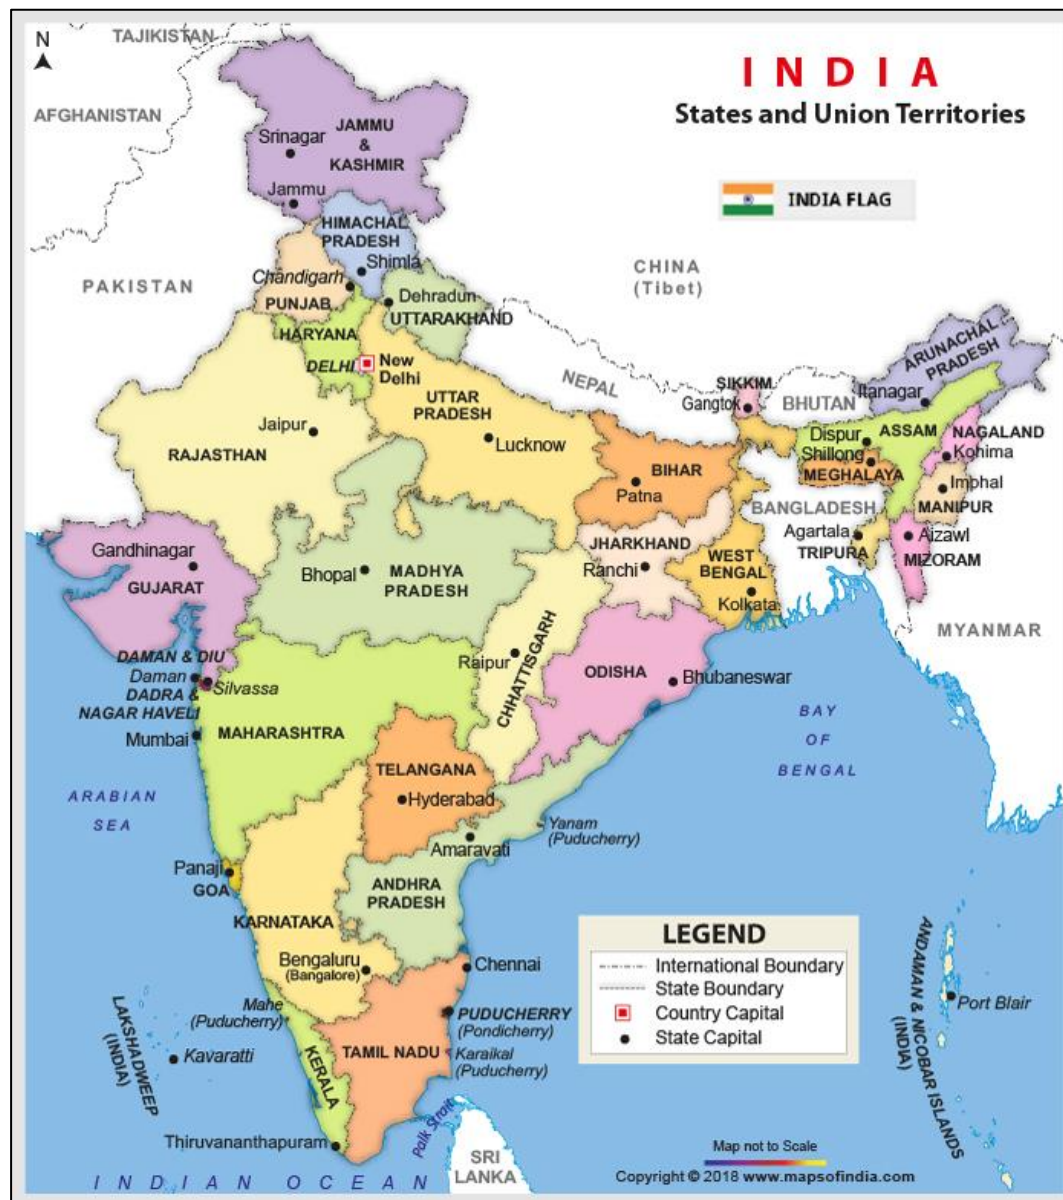 N
TAJIKISTAN
AFGHANISTAN
INDIA
States and Union Territories
INDIA FLAG
Srinagar
JAMMU
&
KASHMIR
Jammu
HIMACHAL
PRADESH
Shimla
CHINA
(Tibet)
PAKISTAN
Chandigarh
PUNJAB
Dehradun
UTTARAKHAND
HARYANA
DELHI
New
Delhi
NEPAL
SIKKIM
Gangtok
BHUTAN
ARUNACHAL
PRADESH
Itanagar
UTTAR
PRADESH
Lucknow
Jaipur
RAJASTHAN
BIHAR
Patna
Dispur
ASSAM
NAGALAND
Kohima
Shillong
MEGHALAYA
Imphal
MANIPUR
BANGLADESH
Agartala
TRIPURA
Aizawl
MIZORAM
Gandhinagar
GUJARAT
Bhopal
MADHYA
PRADESH
JHARKHAND
Ranchi
WEST
BENGAL
Kolkata
MYANMAR
DAMAN & DIU
Daman
Silvassa
DADRA &
NAGAR HAVELI
Mumbai
MAHARASHTRA
Raipur
CHHATTISGARH
ODISHA
Bhubaneswar
BAY
OF
BENGAL
ARABIAN
SEA
TELANGANA
Hyderabad
Yanam
(Puducherry)
Amaravati
Panaji
GOA
ANDHRA
PRADESH
KARNATAKA
Bengaluru
(Bangalore)
Chennai
LEGEND
International Boundary
State Boundary
Country Capital
State Capital
ANDAMAN & NICOBAR ISLANDS
(INDIA)
Port Blair
Mahe
(Puducherry)
PUDUCHERRY
(Pondicherry)
LAKSHADWEEP
(INDIA)
Kavaratti
KERALA
TAMIL NADU
Karaikal
(Puducherry)
Thiruvananthapuram
Palk Strait
SRI
LANKA
INDIAN OCEAN
Map not to Scale
Copyright © 2018 www.mapsofindia.com